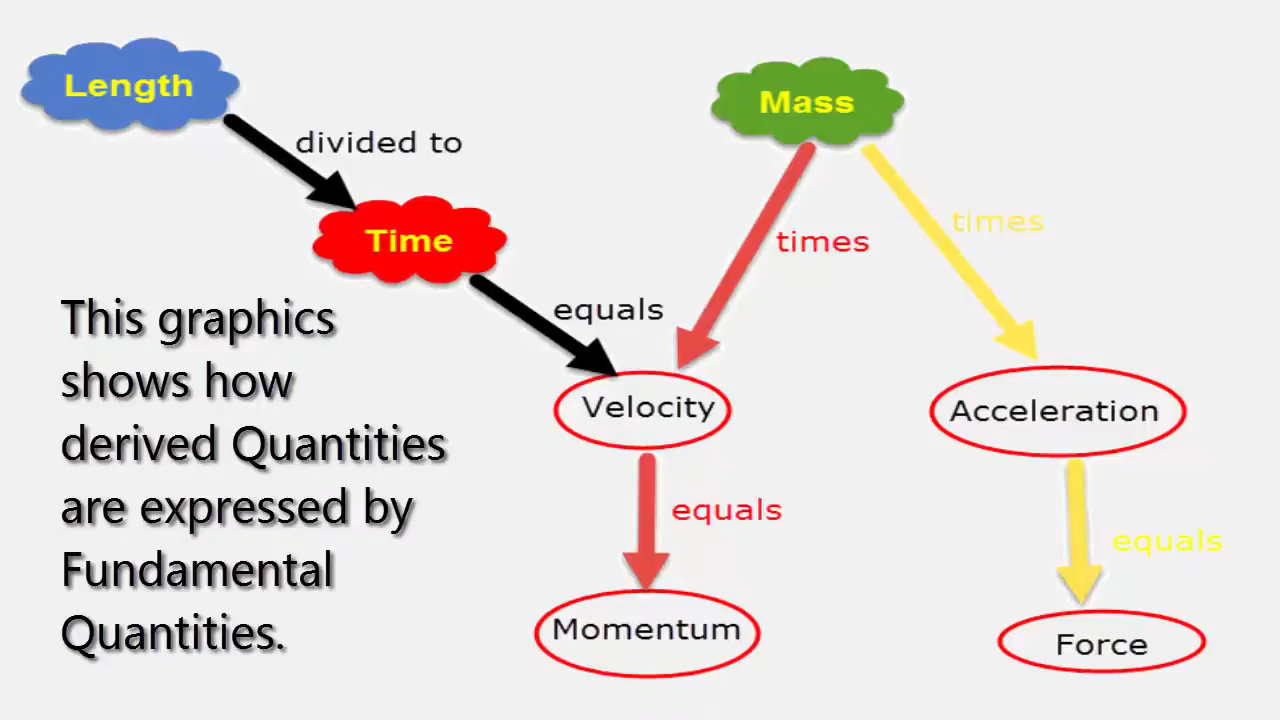 Length
Mass
divided to
times
Time
times
equals
This graphics
shows how
derived Quantities
are expressed by
Fundamental
Quantities.
Velocity
Acceleration
equals
equals
Momentum
Force